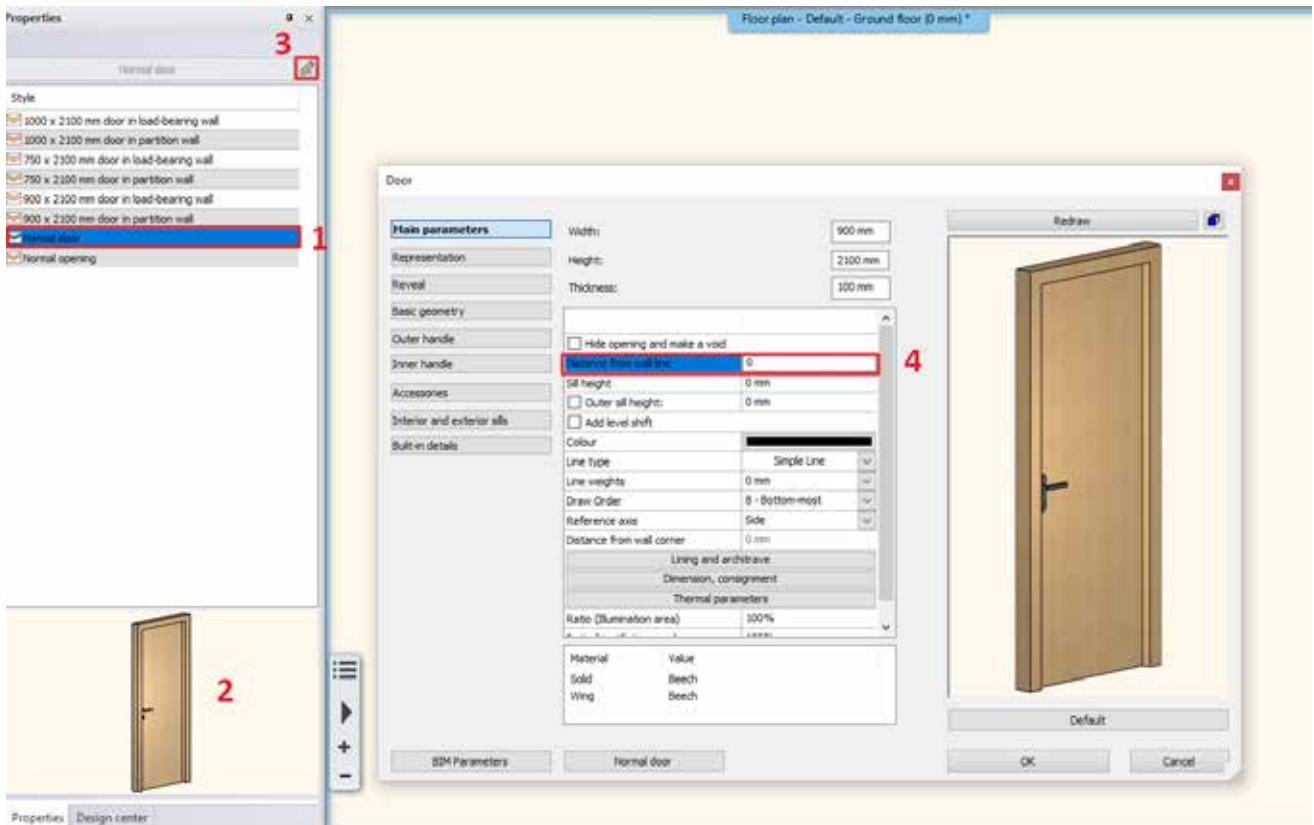 Properties
Floor plan - Default - Ground floor (0 mm) *
3
Normal door
Style
1000 x 2100 mm door in load-bearing wall
1000 x 2100 mm door in partition wall
750 x 2100 mm door in load-bearing wall
750 x 2100 mm door in partition wall
900 x 2100 mm door in load-bearing wall
900 x 2100 mm door in partition wall
Normal door
1
Normal opening
2
Properties
Design center
Door
Main parameters
Representation
Reveal
Basic geometry
Outer handle
Inner handle
Accessories
Interior and exterior sills
Built-in details
Width: 900 mm
Height: 2100 mm
Thickness: 100 mm
Hide opening and make a void
Distance from wall line 0
4
Sill height 0 mm
Outer sill height: 0 mm
Add level shift
Colour
Line type Simple Line
Line weights 0 mm
Draw Order 8 - Bottom-most
Reference axis Side
Distance from wall corner 0 mm
Lining and architrave
Dimension, consignment
Thermal parameters
Ratio (Illumination area) 100%
Material Value
Solid Beech
Wing Beech
BIM Parameters
Normal door
Redraw
Default
OK
Cancel